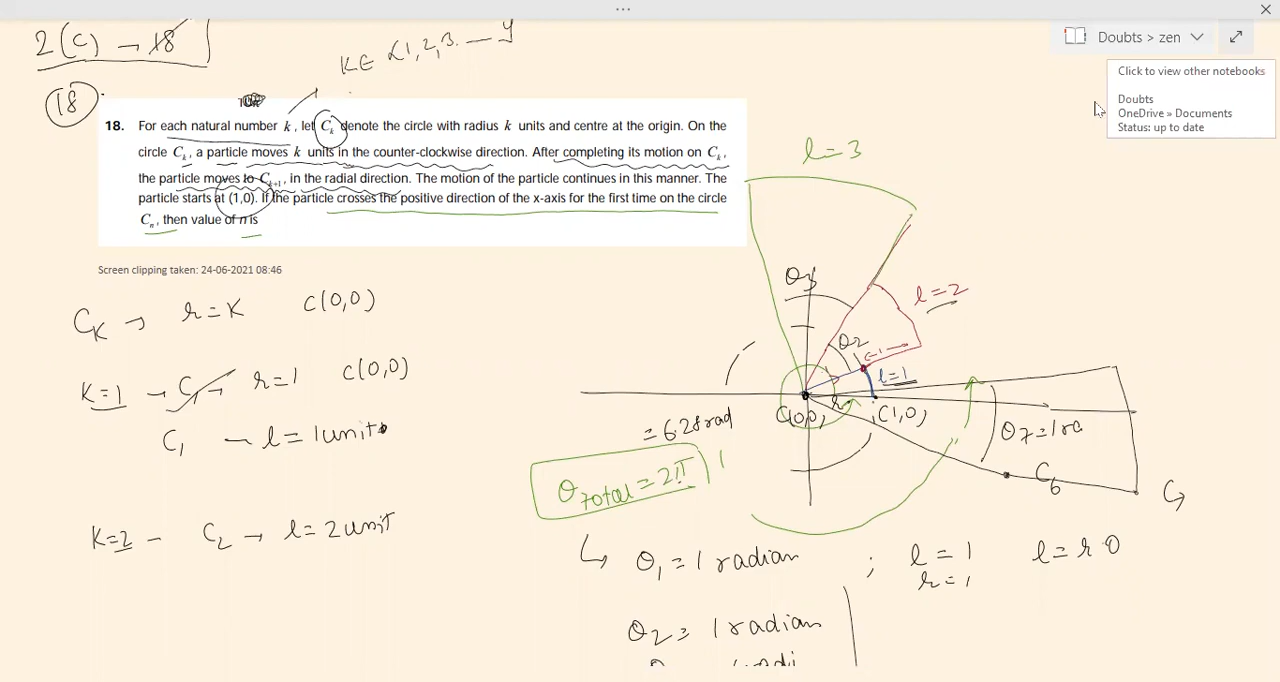 2(C) → 18
Doubts > zen
Click to view other notebooks
Doubts
OneDrive » Documents
Status: up to date
K ∈ {1, 2, 3. — }
18
18. For each natural number k, let Cₖ denote the circle with radius k units and centre at the origin. On the
circle Cₖ, a particle moves k units in the counter-clockwise direction. After completing its motion on Cₖ,
the particle moves to Cₖ₊₁, in the radial direction. The motion of the particle continues in this manner. The
particle starts at (1,0). If the particle crosses the positive direction of the x-axis for the first time on the circle
Cₙ, then value of n is
Screen clipping taken: 24-06-2021 08:46
Cₖ → r=K C(0,0)
K=1 → C₁ → r=1 C(0,0)
C₁ → l = 1 unit
K=2 – C₂ → l = 2 unit
l=3
θ3
l=2
θ2
l=1
C(0,0)
r
(1,0)
θ7=1 ra
C6
C7
= 6.28 rad
θTotal = 2π
θ1 = 1 radian ; l = 1 l = r θ
r = 1
θ2 = 1 radian